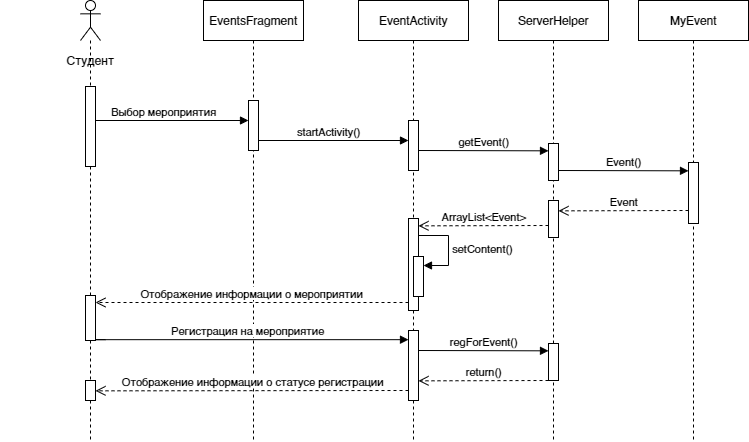 EventsFragment
EventActivity
ServerHelper
MyEvent
Студент
Выбор мероприятия
startActivity()
getEvent()
Event()
Event
ArrayList<Event>
setContent()
Отображение информации о мероприятии
Регистрация на мероприятие
regForEvent()
return()
Отображение информации о статусе регистрации